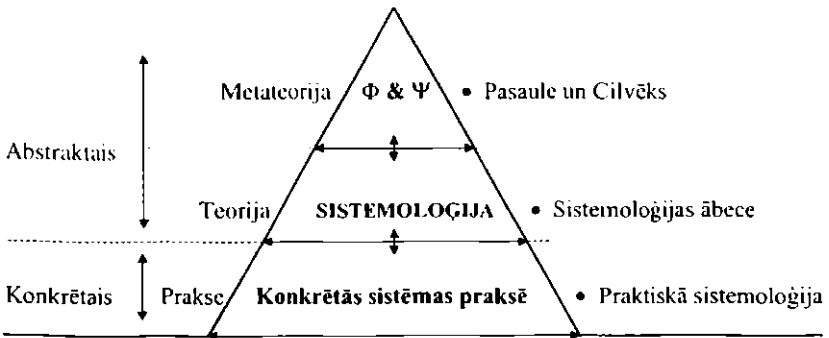 Metateorija Φ & Ψ • Pasaule un Cilvēks
Abstraktais
Teorija SISTEMOLOĢIJA • Sistemoloģijas ābece
Konkrētais Prakse Konkrētās sistēmas praksē • Praktiskā sistemoloģija